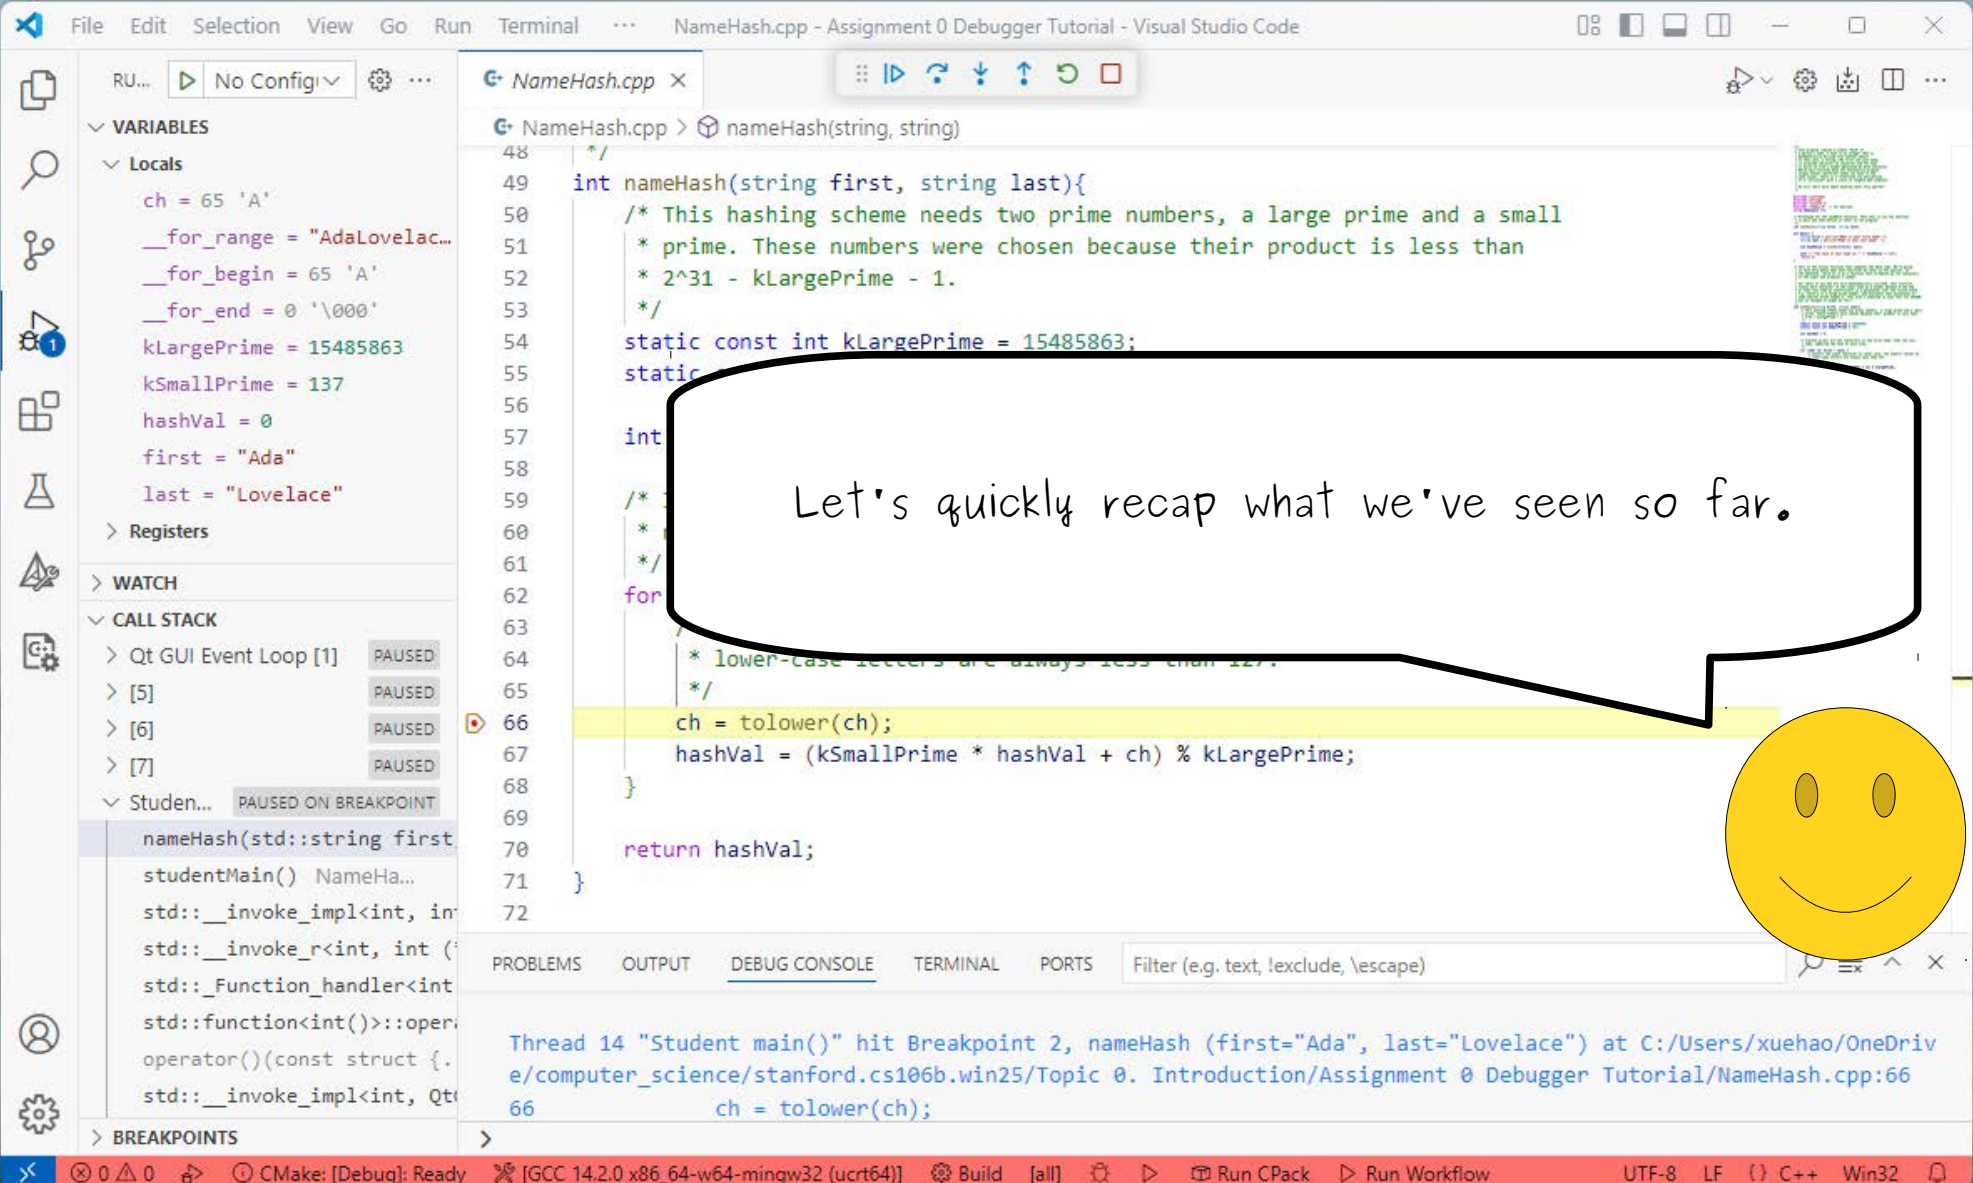 File Edit Selection View Go Run Terminal ··· NameHash.cpp - Assignment 0 Debugger Tutorial - Visual Studio Code
RU... No Config
NameHash.cpp
VARIABLES
Locals
ch = 65 'A'
__for_range = "AdaLovelac…
__for_begin = 65 'A'
__for_end = 0 '\000'
kLargePrime = 15485863
kSmallPrime = 137
hashVal = 0
first = "Ada"
last = "Lovelace"
Registers
WATCH
CALL STACK
Qt GUI Event Loop [1] PAUSED
[5] PAUSED
[6] PAUSED
[7] PAUSED
Studen... PAUSED ON BREAKPOINT
nameHash(std::string first
studentMain() NameHa...
std::__invoke_impl<int, in
std::__invoke_r<int, int (
std::_Function_handler<int
std::function<int()>::oper
operator()(const struct {.
std::__invoke_impl<int, Qt
BREAKPOINTS
NameHash.cpp > nameHash(string, string)
48 */
49 int nameHash(string first, string last){
50 /* This hashing scheme needs two prime numbers, a large prime and a small
51 * prime. These numbers were chosen because their product is less than
52 * 2^31 - kLargePrime - 1.
53 */
54 static const int kLargePrime = 15485863;
55 static
56
57 int
58
59 /*
60 *
61 */
62 for
63
64 * lower-case letters are always less than 127.
65 */
66 ch = tolower(ch);
67 hashVal = (kSmallPrime * hashVal + ch) % kLargePrime;
68 }
69
70 return hashVal;
71 }
72
Let's quickly recap what we've seen so far.
PROBLEMS OUTPUT DEBUG CONSOLE TERMINAL PORTS Filter (e.g. text, !exclude, \escape)
Thread 14 "Student main()" hit Breakpoint 2, nameHash (first="Ada", last="Lovelace") at C:/Users/xuehao/OneDriv
e/computer_science/stanford.cs106b.win25/Topic 0. Introduction/Assignment 0 Debugger Tutorial/NameHash.cpp:66
66 ch = tolower(ch);
>
0 0 CMake: [Debug]: Ready [GCC 14.2.0 x86_64-w64-mingw32 (ucrt64)] Build [all] Run CPack Run Workflow UTF-8 LF {} C++ Win32